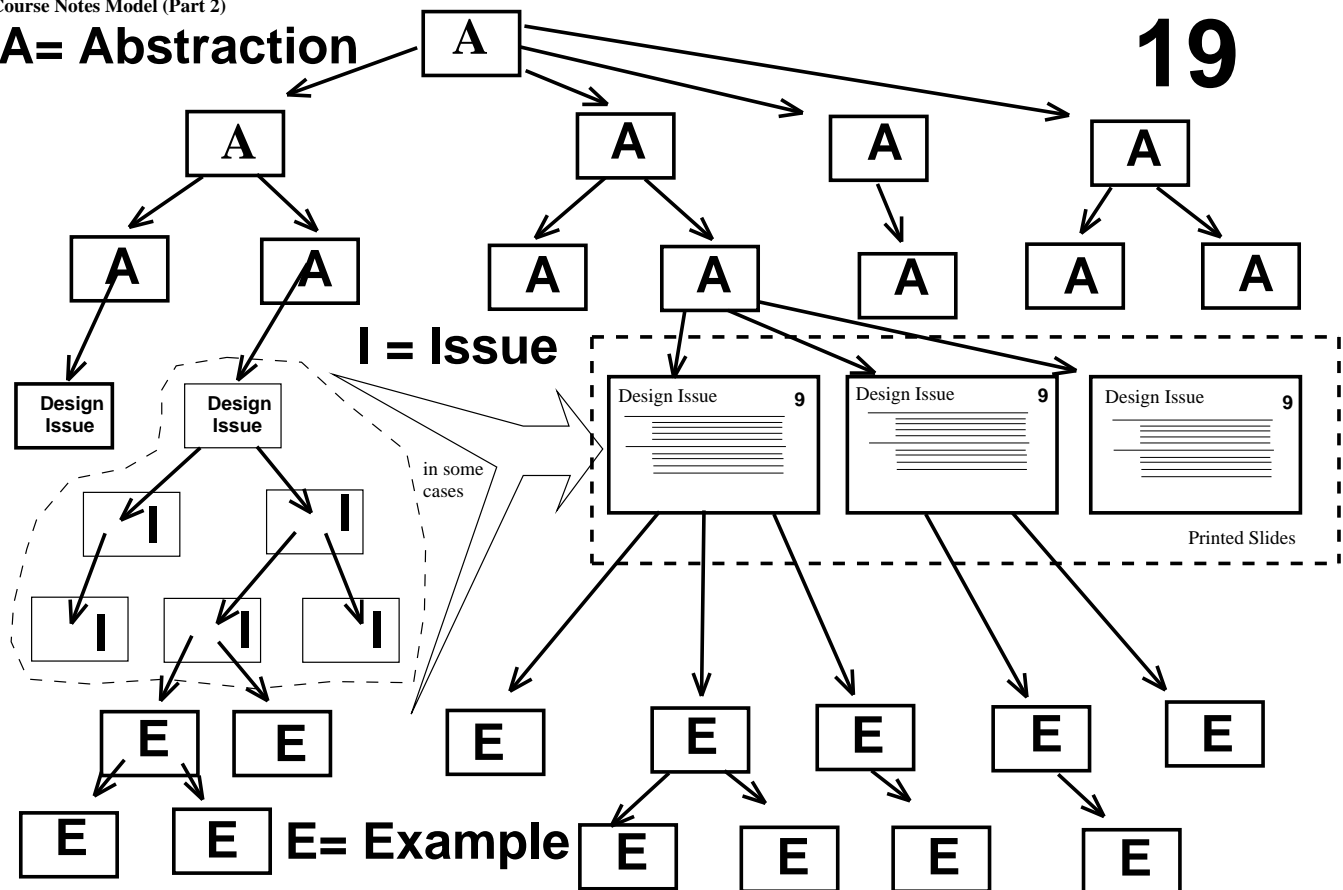 Course Notes Model (Part 2)
A= Abstraction
A
19
A
A
A
A
A
A
A
A
A
A
A
I = Issue
Design
Issue
Design
Issue
Design Issue 9
Design Issue 9
Design Issue 9
in some
cases
I
I
Printed Slides
I
I
I
E
E
E
E
E
E
E
E
E
E= Example
E
E
E
E